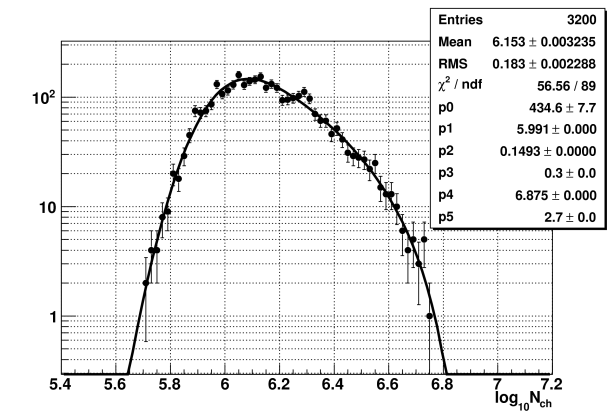 Entries 3200
Mean 6.153 ± 0.003235
RMS 0.183 ± 0.002288
χ² / ndf 56.56 / 89
p0 434.6 ± 7.7
p1 5.991 ± 0.000
p2 0.1493 ± 0.0000
p3 0.3 ± 0.0
p4 6.875 ± 0.000
p5 2.7 ± 0.0
10²
10
1
5.4 5.6 5.8 6 6.2 6.4 6.6 6.8 7 7.2
log₁₀N_ch